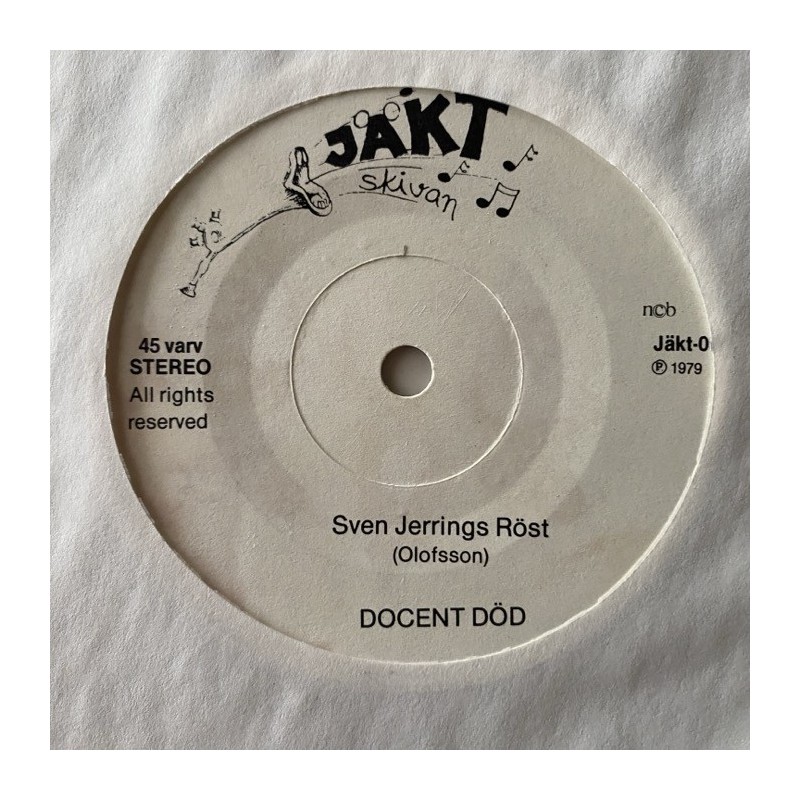 JÄKT
skivan
ncb
45 varv
STEREO
All rights
reserved
Jäkt-0
℗ 1979
Sven Jerrings Röst
(Olofsson)
DOCENT DÖD